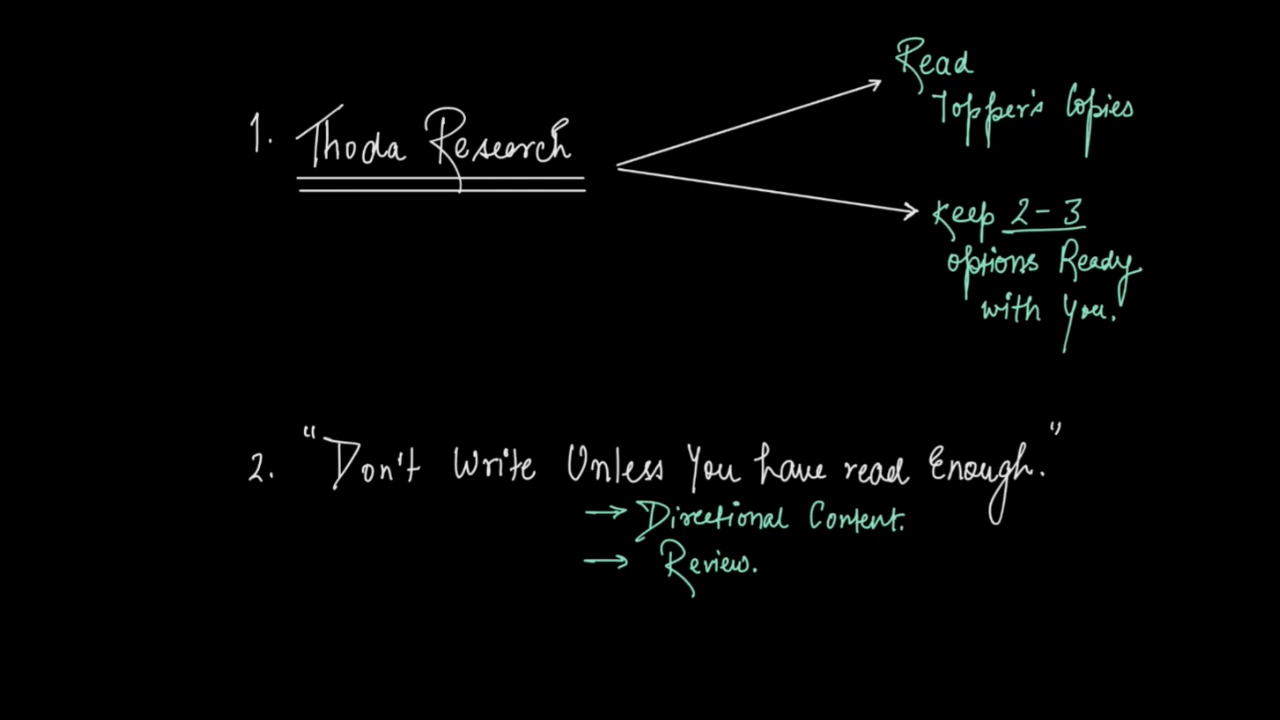 1. Thoda Research
Read
Topper's Copies
Keep 2-3
options Ready
with you.
2. "Don't Write Unless You have read Enough."
→ Directional Content.
→ Review.